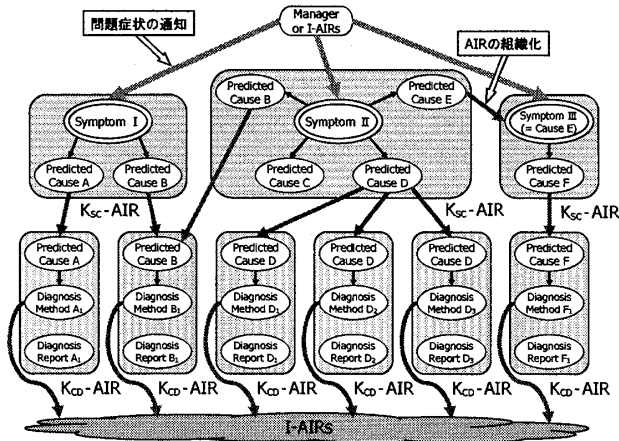 Manager
or I-AIRs
問題症状の通知
AIRの組織化
Symptom Ⅰ
Predicted
Cause A
Predicted
Cause B
Predicted
Cause B
Symptom Ⅱ
Predicted
Cause E
Predicted
Cause C
Predicted
Cause D
Symptom Ⅲ
(= Cause E)
Predicted
Cause F
KSC-AIR
KSC-AIR
KSC-AIR
Predicted
Cause A
Diagnosis
Method A1
Diagnosis
Report A1
Predicted
Cause B
Diagnosis
Method B1
Diagnosis
Report B1
Predicted
Cause D
Diagnosis
Method D1
Diagnosis
Report D1
Predicted
Cause D
Diagnosis
Method D2
Diagnosis
Report D2
Predicted
Cause D
Diagnosis
Method D3
Diagnosis
Report D3
Predicted
Cause F
Diagnosis
Method F1
Diagnosis
Report F1
KCD-AIR
KCD-AIR
KCD-AIR
KCD-AIR
KCD-AIR
KCD-AIR
I-AIRs